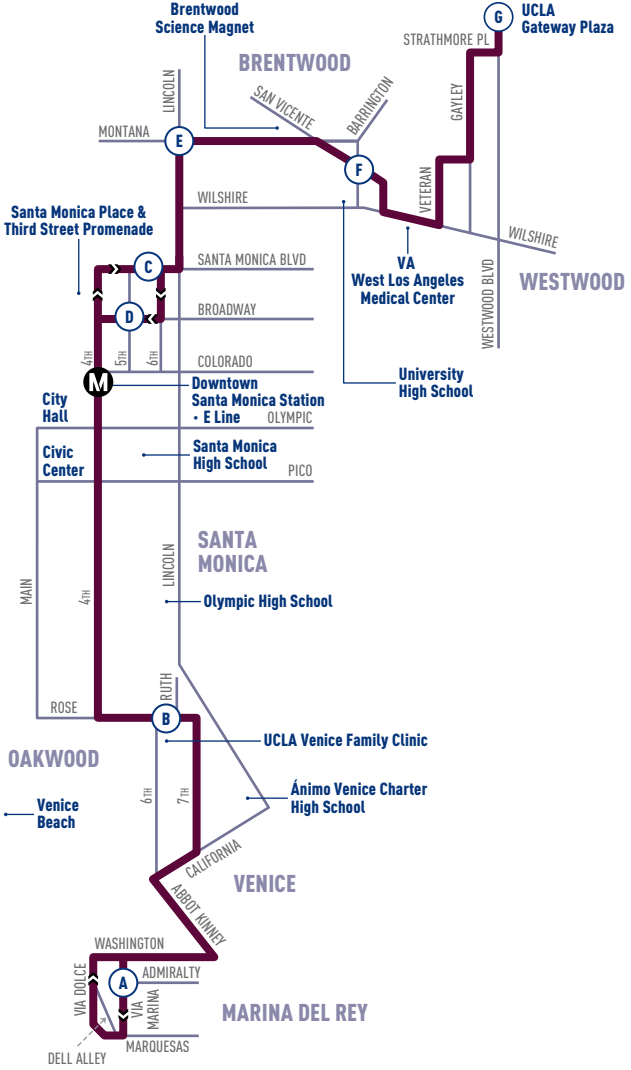 G
UCLA
Gateway Plaza
Brentwood
Science Magnet
STRATHMORE PL
BRENTWOOD
LINCOLN
SAN VICENTE
BARRINGTON
GAYLEY
MONTANA
E
F
VETERAN
WILSHIRE
Santa Monica Place &
Third Street Promenade
WILSHIRE
VA
West Los Angeles
Medical Center
WESTWOOD
WESTWOOD BLVD
C
SANTA MONICA BLVD
D
BROADWAY
4TH
5TH
6TH
COLORADO
M
Downtown
Santa Monica Station
• E Line
University
High School
City
Hall
OLYMPIC
Civic
Center
Santa Monica
High School
PICO
SANTA
MONICA
LINCOLN
MAIN
4TH
Olympic High School
RUTH
ROSE
B
UCLA Venice Family Clinic
OAKWOOD
6TH
7TH
Ánimo Venice Charter
High School
Venice
Beach
CALIFORNIA
VENICE
ABBOT KINNEY
WASHINGTON
VIA DOLCE
A
ADMIRALTY
VIA
MARINA
MARINA DEL REY
MARQUESAS
DELL ALLEY